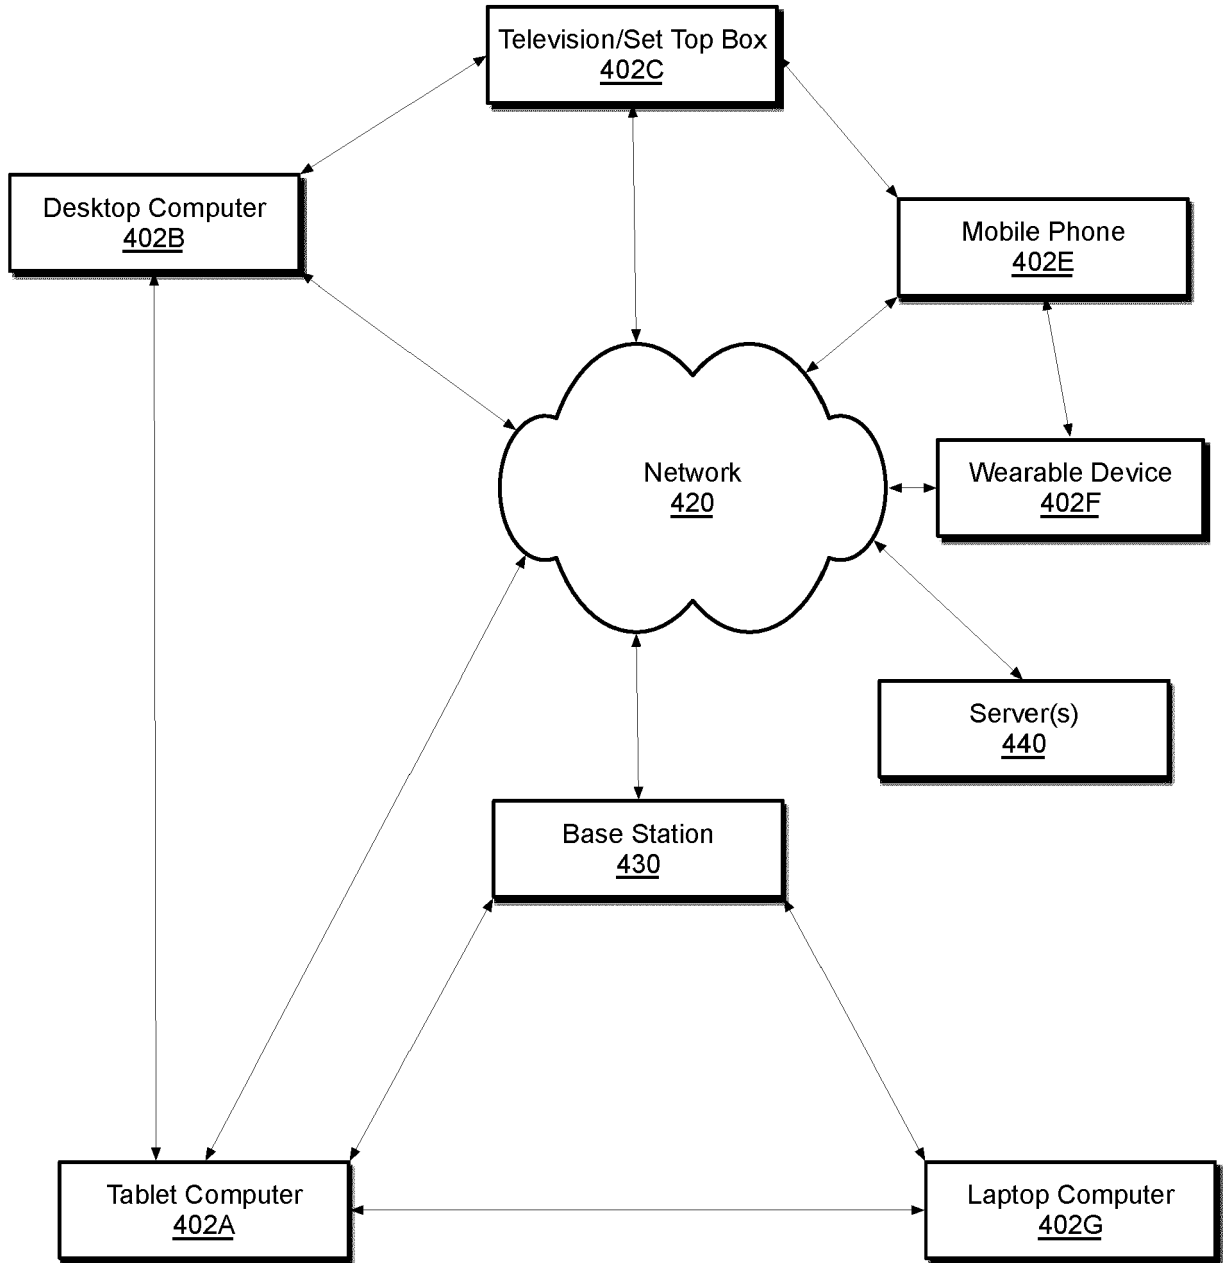 Television/Set Top Box
402C
Desktop Computer
402B
Mobile Phone
402E
Network
420
Wearable Device
402F
Server(s)
440
Base Station
430
Tablet Computer
402A
Laptop Computer
402G